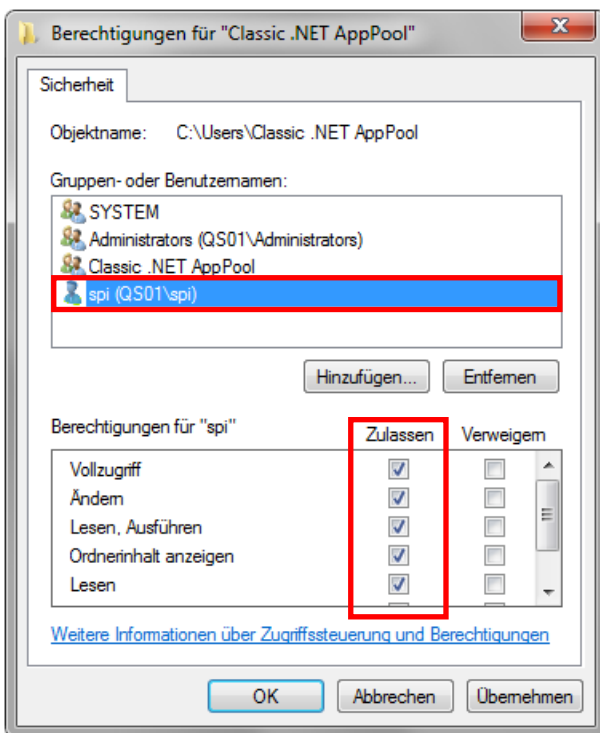 Berechtigungen für "Classic .NET AppPool"
Sicherheit
Objektname: C:\Users\Classic .NET AppPool
Gruppen- oder Benutzernamen:
SYSTEM
Administrators (QS01\Administrators)
Classic .NET AppPool
spi (QS01\spi)
Hinzufügen... Entfernen
Berechtigungen für "spi" Zulassen Verweigern
Vollzugriff
Ändern
Lesen, Ausführen
Ordnerinhalt anzeigen
Lesen
Weitere Informationen über Zugriffssteuerung und Berechtigungen
OK Abbrechen Übernehmen